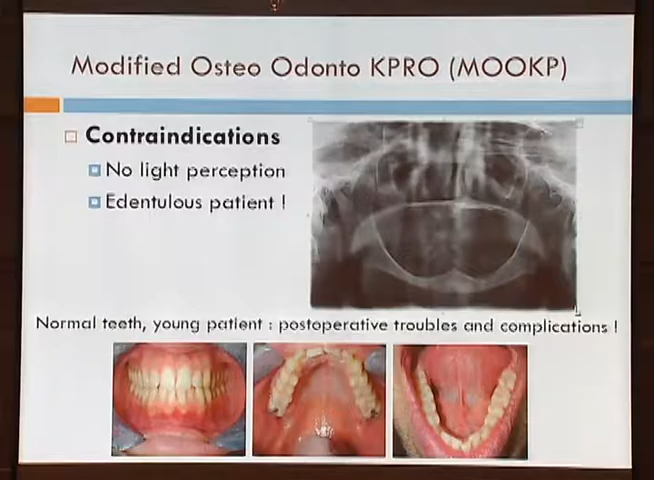 Modified Osteo Odonto KPRO (MOOKP)
Contraindications
No light perception
Edentulous patient !
Normal teeth, young patient : postoperative troubles and complications !